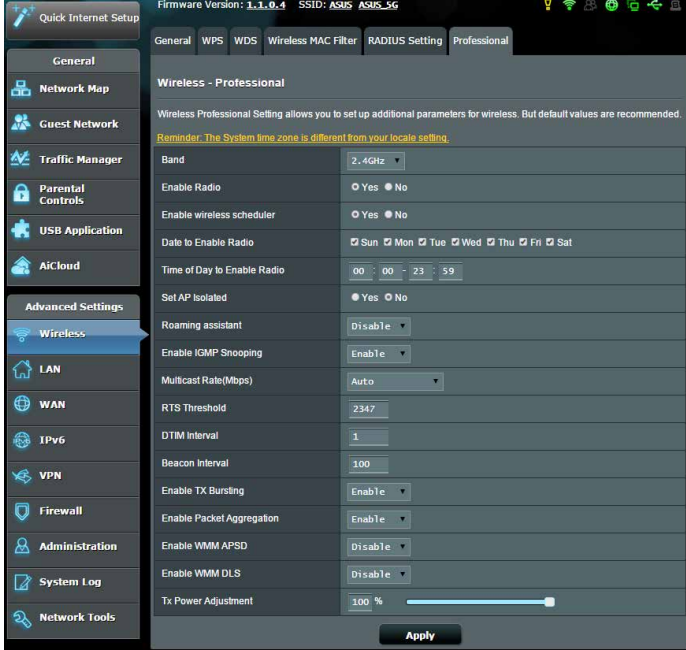 Quick Internet Setup
General
Network Map
Guest Network
Traffic Manager
Parental
Controls
USB Application
AiCloud
Advanced Settings
Wireless
LAN
WAN
IPv6
VPN
Firewall
Administration
System Log
Network Tools
Firmware Version: 1.1.0.4 SSID: ASUS ASUS_5G
General WPS WDS Wireless MAC Filter RADIUS Setting Professional
Wireless - Professional
Wireless Professional Setting allows you to set up additional parameters for wireless. But default values are recommended.
Reminder: The System time zone is different from your locale setting.
Band 2.4GHz
Enable Radio Yes No
Enable wireless scheduler Yes No
Date to Enable Radio Sun Mon Tue Wed Thu Fri Sat
Time of Day to Enable Radio 00 : 00 - 23 : 59
Set AP Isolated Yes No
Roaming assistant Disable
Enable IGMP Snooping Enable
Multicast Rate(Mbps) Auto
RTS Threshold 2347
DTIM Interval 1
Beacon Interval 100
Enable TX Bursting Enable
Enable Packet Aggregation Enable
Enable WMM APSD Disable
Enable WMM DLS Disable
Tx Power Adjustment 100 %
Apply